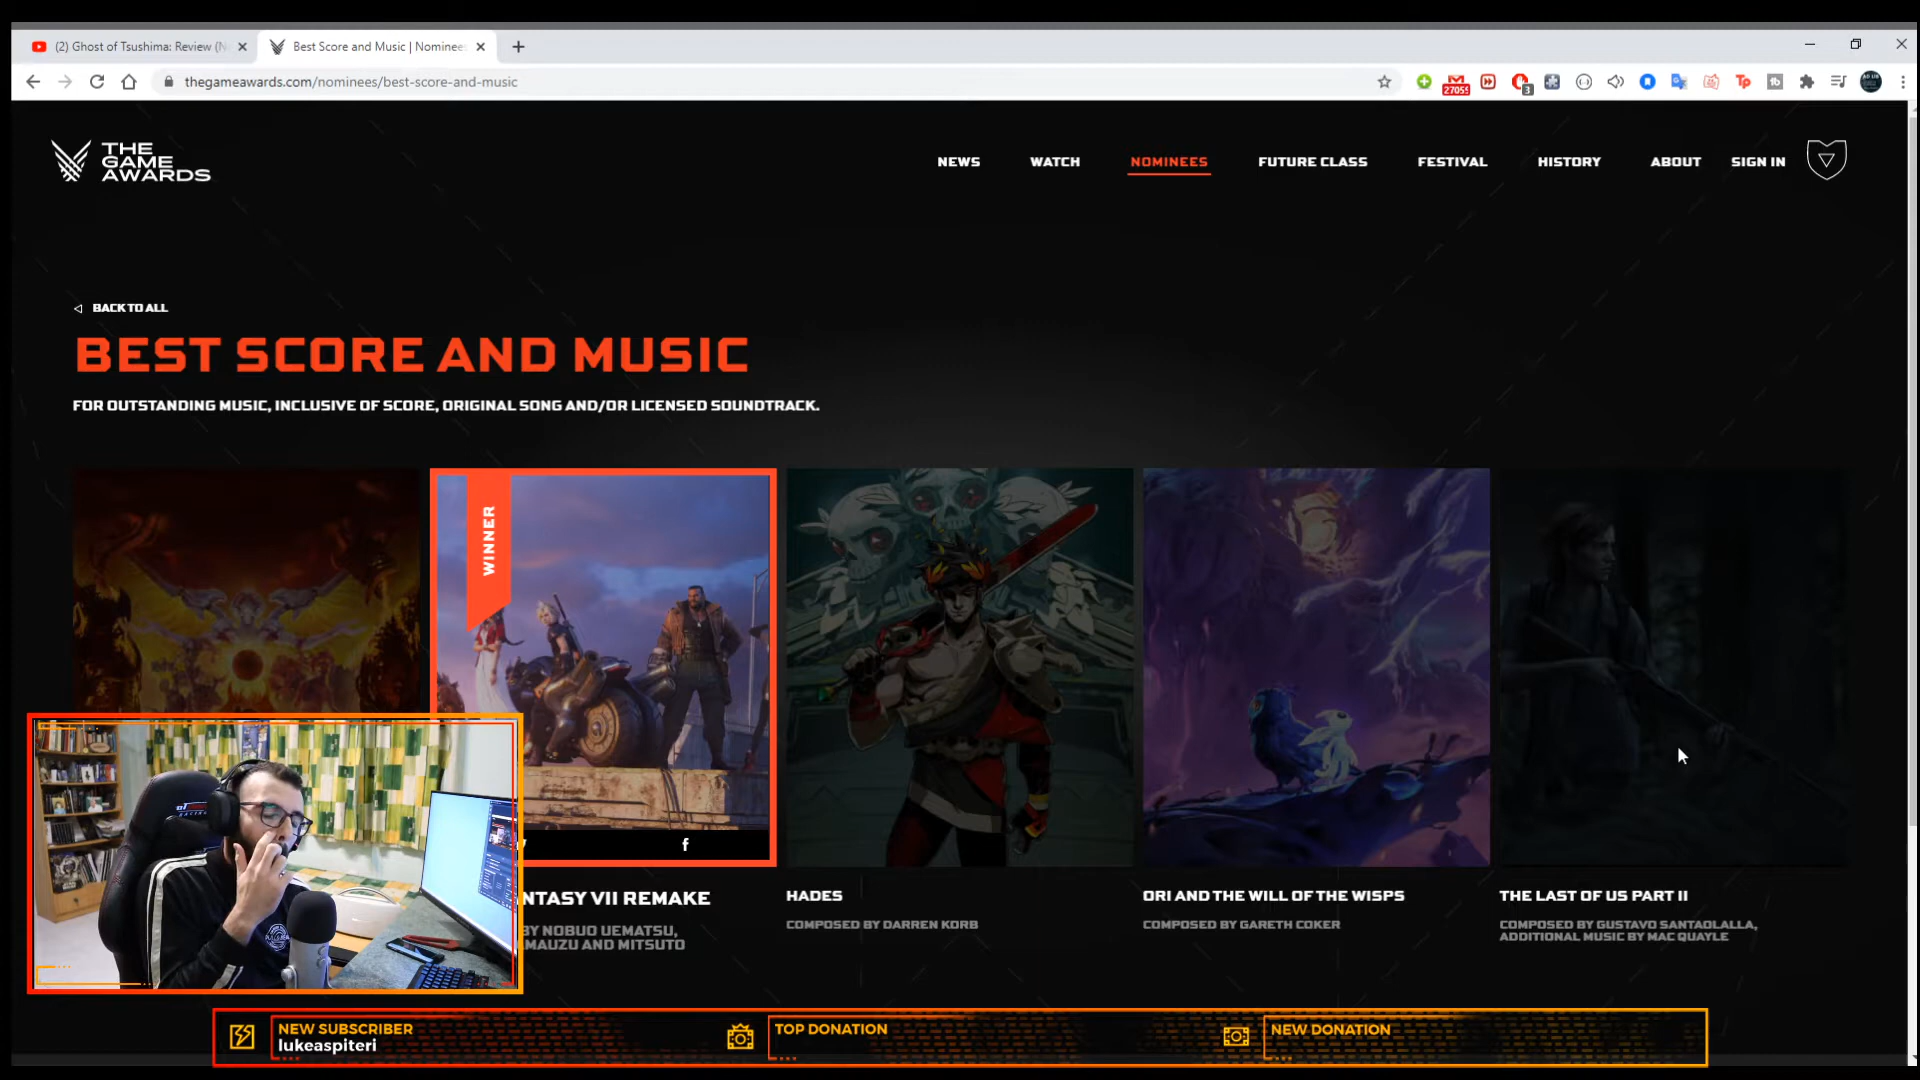 (2) Ghost of Tsushima: Review (N
Best Score and Music | Nominees
thegameawards.com/nominees/best-score-and-music
27055
3
Tp
THE
GAME
AWARDS
NEWS
WATCH
NOMINEES
FUTURE CLASS
FESTIVAL
HISTORY
ABOUT
SIGN IN
BACK TO ALL
BEST SCORE AND MUSIC
FOR OUTSTANDING MUSIC, INCLUSIVE OF SCORE, ORIGINAL SONG AND/OR LICENSED SOUNDTRACK.
WINNER
NTASY VII REMAKE
BY NOBUO UEMATSU,
MAUZU AND MITSUTO
HADES
COMPOSED BY DARREN KORB
ORI AND THE WILL OF THE WISPS
COMPOSED BY GARETH COKER
THE LAST OF US PART II
COMPOSED BY GUSTAVO SANTAOLALLA,
ADDITIONAL MUSIC BY MAC QUAYLE
NEW SUBSCRIBER
lukeaspiteri
TOP DONATION
NEW DONATION